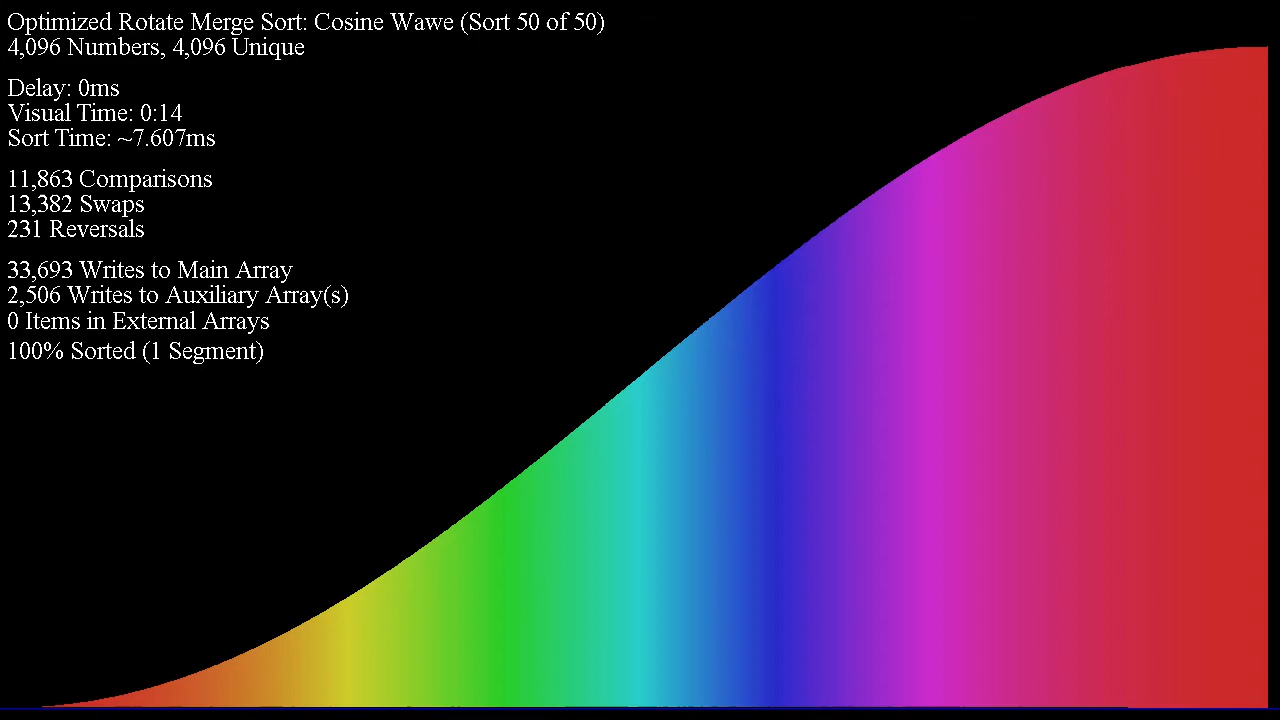 Optimized Rotate Merge Sort: Cosine Wawe (Sort 50 of 50)
4,096 Numbers, 4,096 Unique
Delay: 0ms
Visual Time: 0:14
Sort Time: ~7.607ms
11,863 Comparisons
13,382 Swaps
231 Reversals
33,693 Writes to Main Array
2,506 Writes to Auxiliary Array(s)
0 Items in External Arrays
100% Sorted (1 Segment)